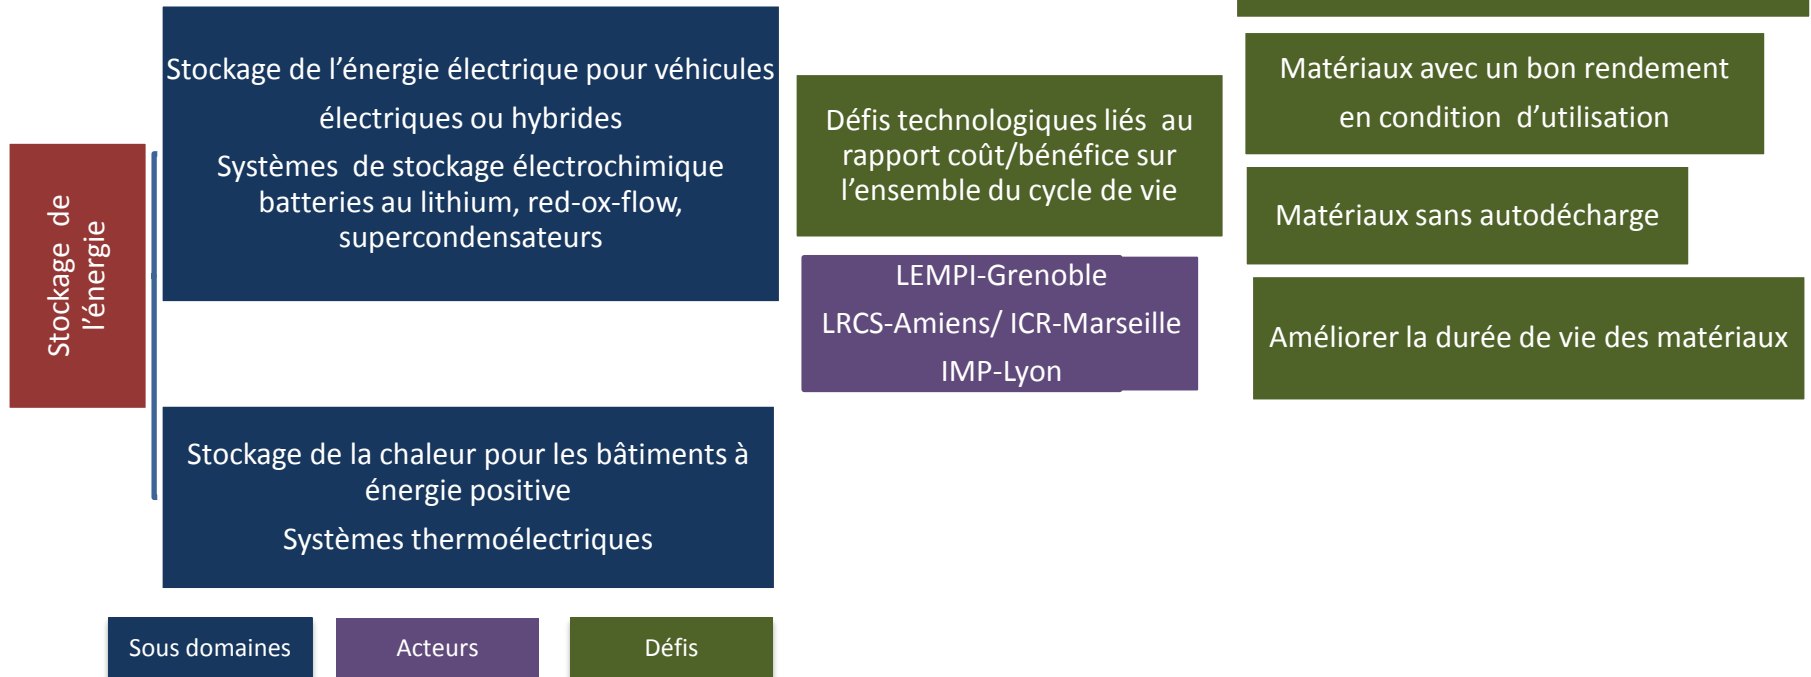 Stockage de
l'énergie
Stockage de l’énergie électrique pour véhicules
électriques ou hybrides
Systèmes de stockage électrochimique
batteries au lithium, red-ox-flow,
supercondensateurs
Stockage de la chaleur pour les bâtiments à
énergie positive
Systèmes thermoélectriques
Défis technologiques liés au
rapport coût/bénéfice sur
l’ensemble du cycle de vie
LEMPI-Grenoble
LRCS-Amiens/ ICR-Marseille
IMP-Lyon
Matériaux avec un bon rendement
en condition d’utilisation
Matériaux sans autodécharge
Améliorer la durée de vie des matériaux
Sous domaines
Acteurs
Défis